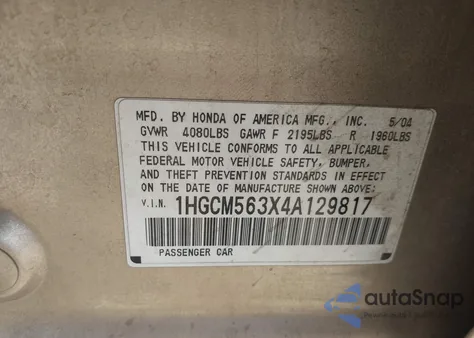 MFD. BY HONDA OF AMERICA MFG., INC. 5/04
GVWR 4080LBS GAWR F 2195LBS R 1960LBS
THIS VEHICLE CONFORMS TO ALL APPLICABLE
FEDERAL MOTOR VEHICLE SAFETY, BUMPER,
AND THEFT PREVENTION STANDARDS IN EFFECT
ON THE DATE OF MANUFACTURE SHOWN ABOVE:
V.I.N. 1HGCM563X4A129817
PASSENGER CAR
autoSnap